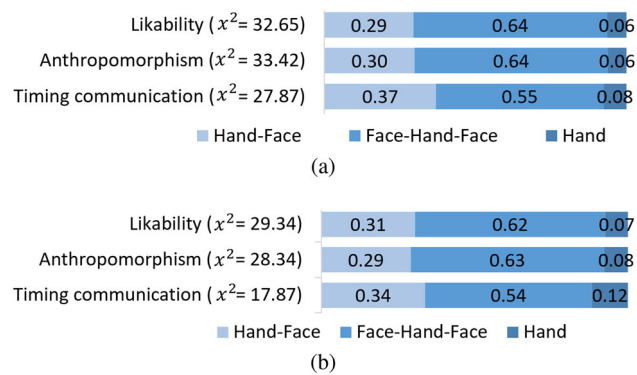 Likability (x²= 32.65) 0.29 0.64 0.06
Anthropomorphism (x²= 33.42) 0.30 0.64 0.06
Timing communication (x²= 27.87) 0.37 0.55 0.08
Hand-Face Face-Hand-Face Hand
(a)
Likability (x²= 29.34) 0.31 0.62 0.07
Anthropomorphism (x²= 28.34) 0.29 0.63 0.08
Timing communication (x²= 17.87) 0.34 0.54 0.12
Hand-Face Face-Hand-Face Hand
(b)